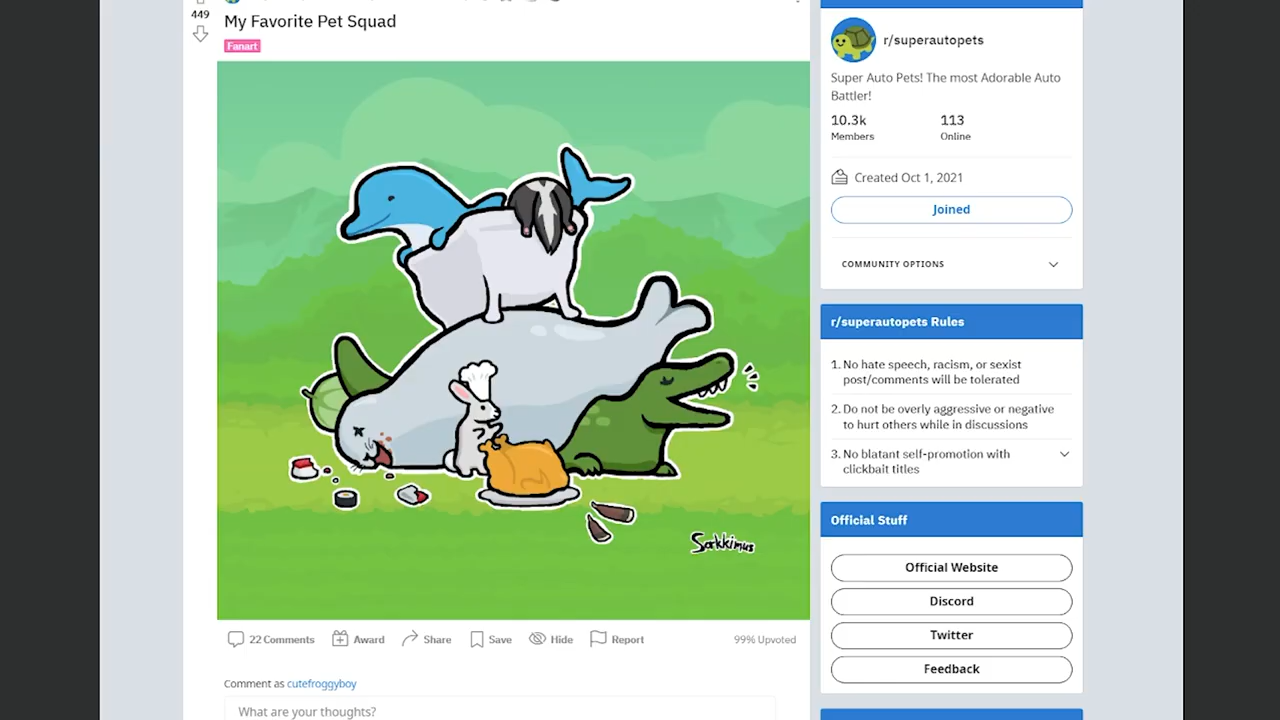 449
My Favorite Pet Squad
Fanart
Sarkkimus
22 Comments
Award
Share
Save
Hide
Report
99% Upvoted
Comment as cutefroggyboy
What are your thoughts?
r/superautopets
Super Auto Pets! The most Adorable Auto
Battler!
10.3k
Members
113
Online
Created Oct 1, 2021
Joined
COMMUNITY OPTIONS
r/superautopets Rules
1. No hate speech, racism, or sexist
post/comments will be tolerated
2. Do not be overly aggressive or negative
to hurt others while in discussions
3. No blatant self-promotion with
clickbait titles
Official Stuff
Official Website
Discord
Twitter
Feedback